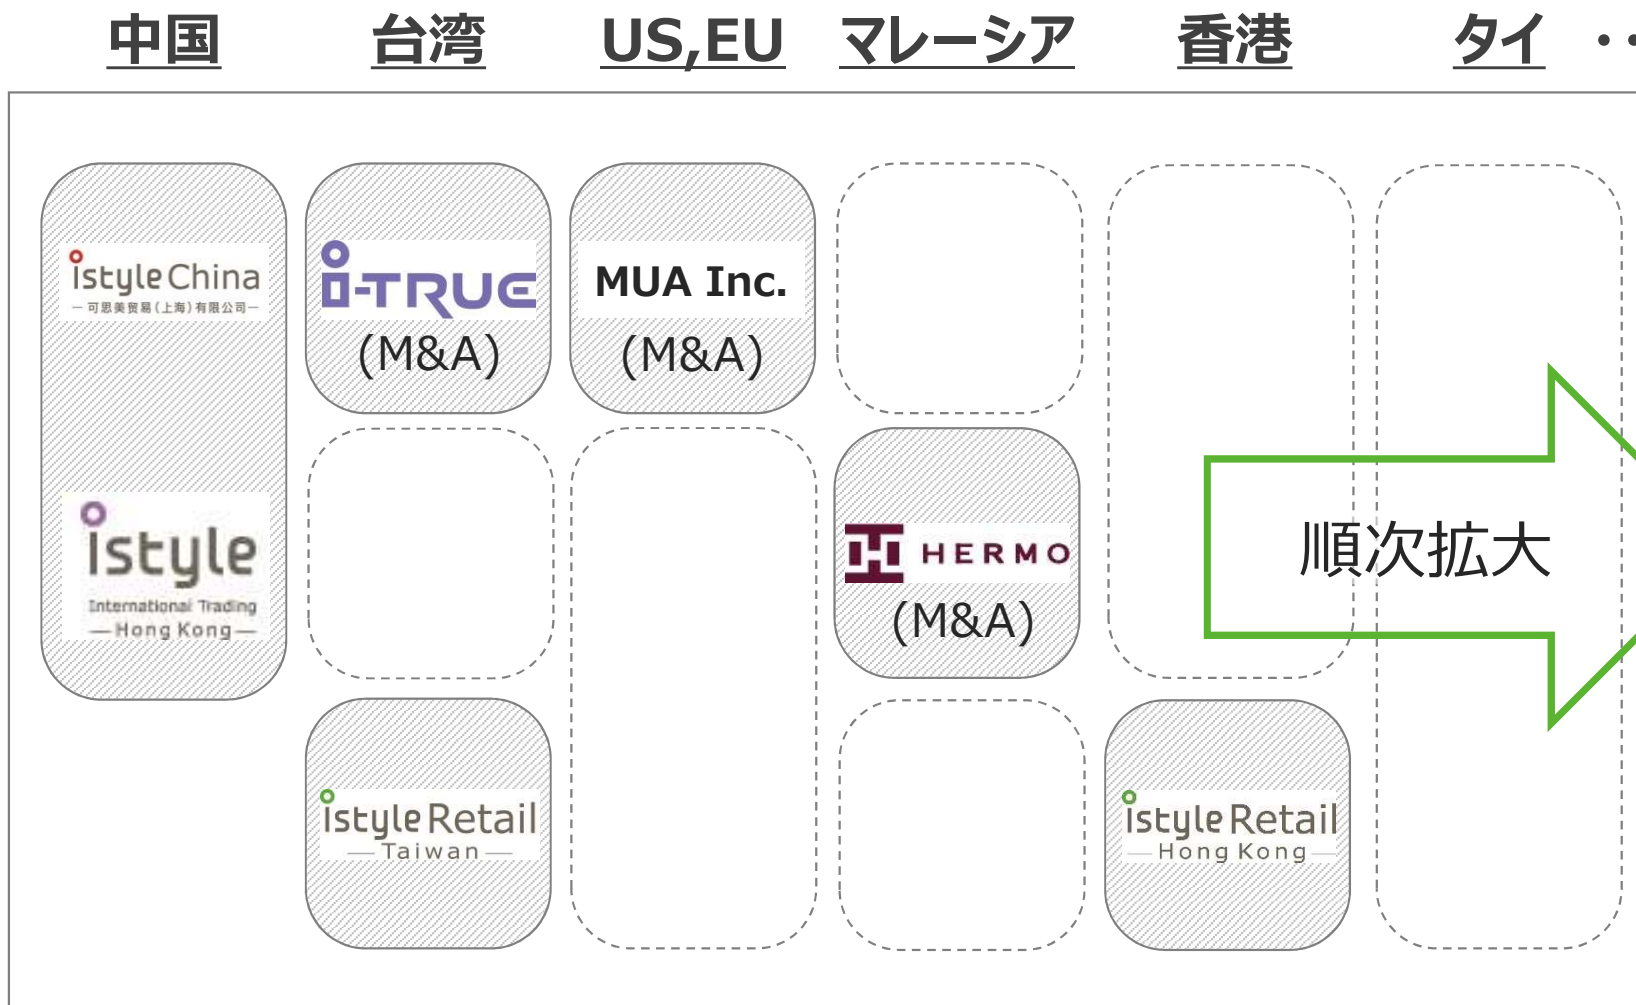 中国 台湾 US,EU マレーシア 香港 タイ ・・
istyle China
― 可思美贸易(上海)有限公司 ―
i-TRUE
(M&A)
MUA Inc.
(M&A)
istyle
International Trading
― Hong Kong ―
HERMO
(M&A)
順次拡大
istyle Retail
― Taiwan ―
istyle Retail
― Hong Kong ―